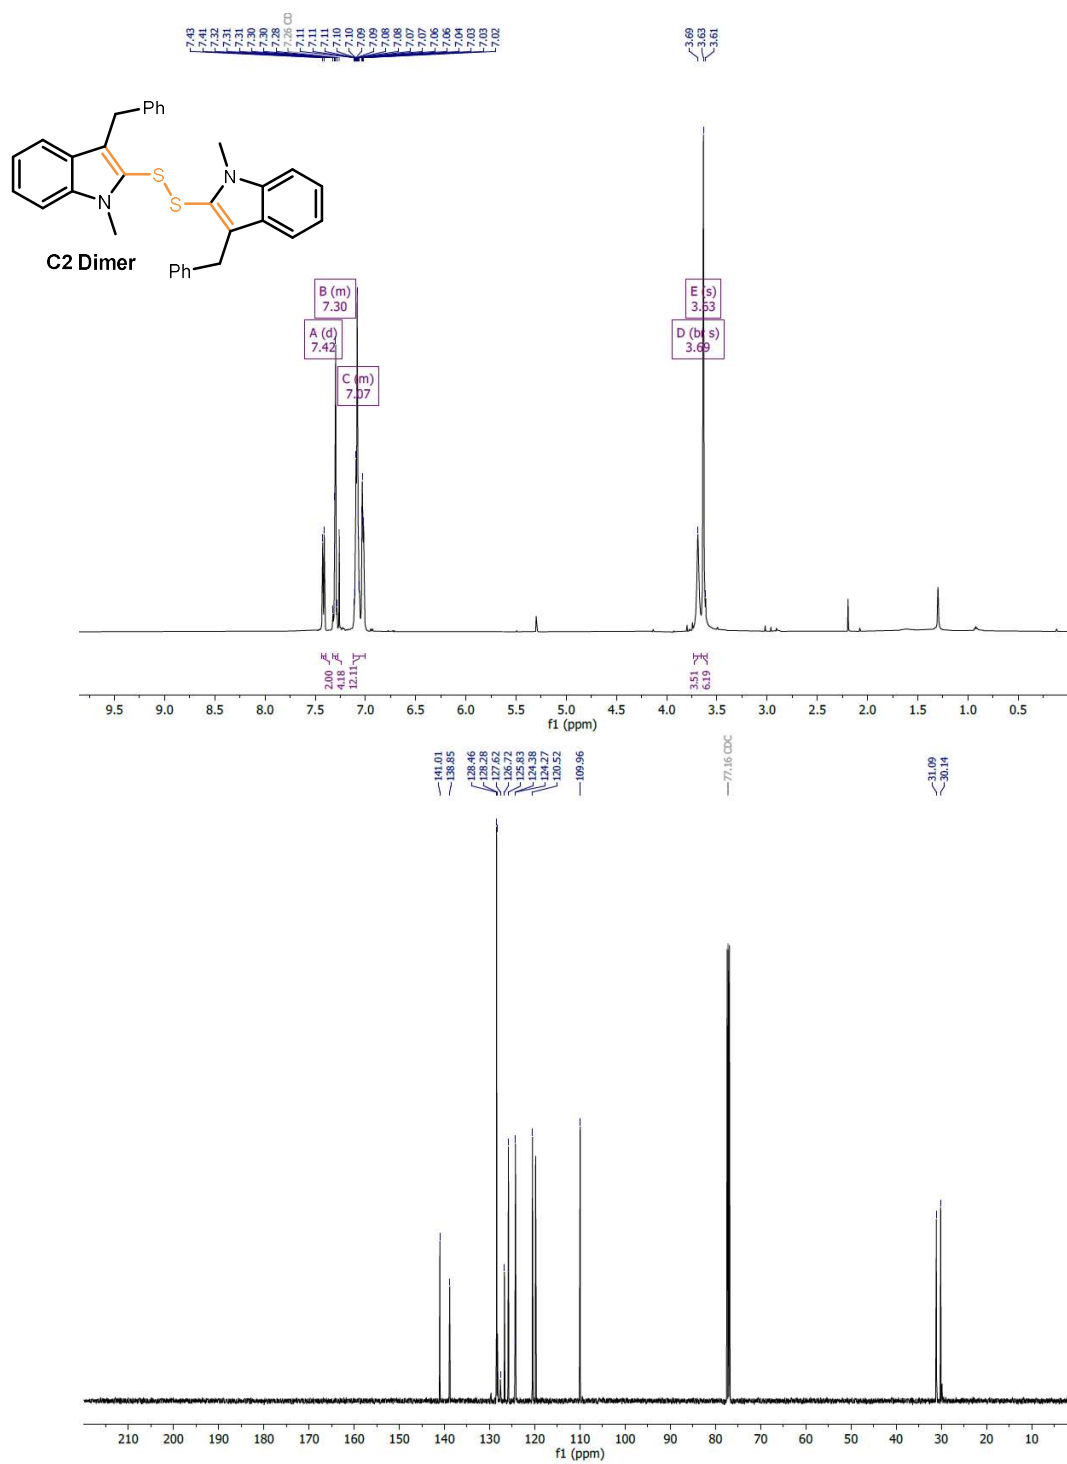 7.43 7.41 7.32 7.31 7.31 7.30 7.30 7.28 7.26 CD 7.11 7.11 7.11 7.10 7.10 7.09 7.09 7.08 7.08 7.07 7.07 7.06 7.06 7.04 7.03 7.03 7.02
3.69 3.63 3.61
Ph
N
S
S
N
Ph
C2 Dimer
B (m)
7.30
A (d)
7.42
C (m)
7.07
E (s)
3.63
D (br s)
3.69
2.00 4.18 12.11 3.51 6.19
9.5 9.0 8.5 8.0 7.5 7.0 6.5 6.0 5.5 5.0 4.5 4.0 3.5 3.0 2.5 2.0 1.5 1.0 0.5
f1 (ppm)
141.01 138.85 128.46 128.28 127.62 126.72 125.83 124.38 124.27 120.52 109.96 77.16 CDC 31.09 30.14
210 200 190 180 170 160 150 140 130 120 110 100 90 80 70 60 50 40 30 20 10
f1 (ppm)